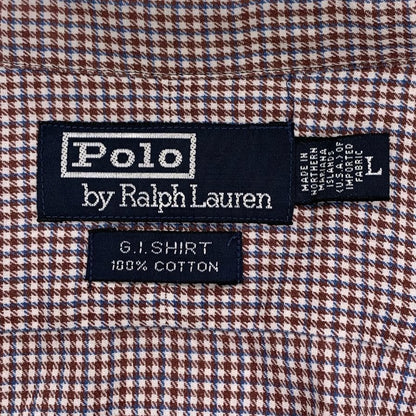 Polo
by Ralph Lauren
G.I.SHIRT
100% COTTON
MADE IN
NORTHERN
MARIANA
ISLANDS
(U.S.A.) OF
IMPORTED
FABRIC
L